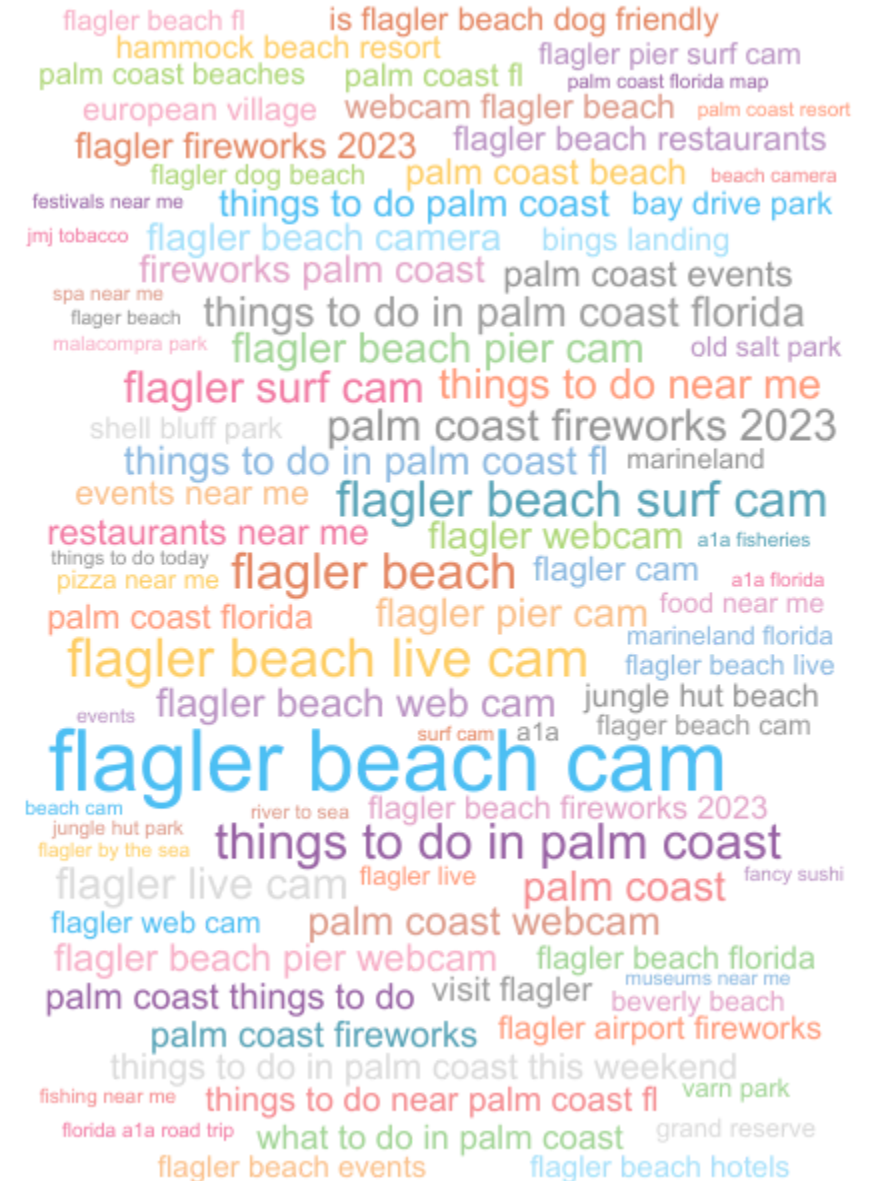 flagler beach fl is flagler beach dog friendly
hammock beach resort flagler pier surf cam
palm coast beaches palm coast fl palm coast florida map
european village webcam flagler beach palm coast resort
flagler fireworks 2023 flagler beach restaurants
flagler dog beach palm coast beach beach camera
festivals near me things to do palm coast bay drive park
jmj tobacco flagler beach camera bings landing
fireworks palm coast palm coast events
spa near me
flager beach things to do in palm coast florida
malacompra park flagler beach pier cam old salt park
flagler surf cam things to do near me
shell bluff park palm coast fireworks 2023
things to do in palm coast fl marineland
events near me flagler beach surf cam
restaurants near me flagler webcam a1a fisheries
things to do today
pizza near me flagler beach flagler cam a1a florida
palm coast florida flagler pier cam food near me
marineland florida
flagler beach live cam flagler beach live
flagler beach web cam jungle hut beach
events flager beach cam
surf cam a1a
flagler beach cam
beach cam river to sea flagler beach fireworks 2023
jungle hut park
flagler by the sea things to do in palm coast
flagler live cam flagler live palm coast fancy sushi
flagler web cam palm coast webcam
flagler beach pier webcam flagler beach florida
museums near me
palm coast things to do visit flagler beverly beach
palm coast fireworks flagler airport fireworks
things to do in palm coast this weekend
fishing near me things to do near palm coast fl varn park
florida a1a road trip what to do in palm coast grand reserve
flagler beach events flagler beach hotels